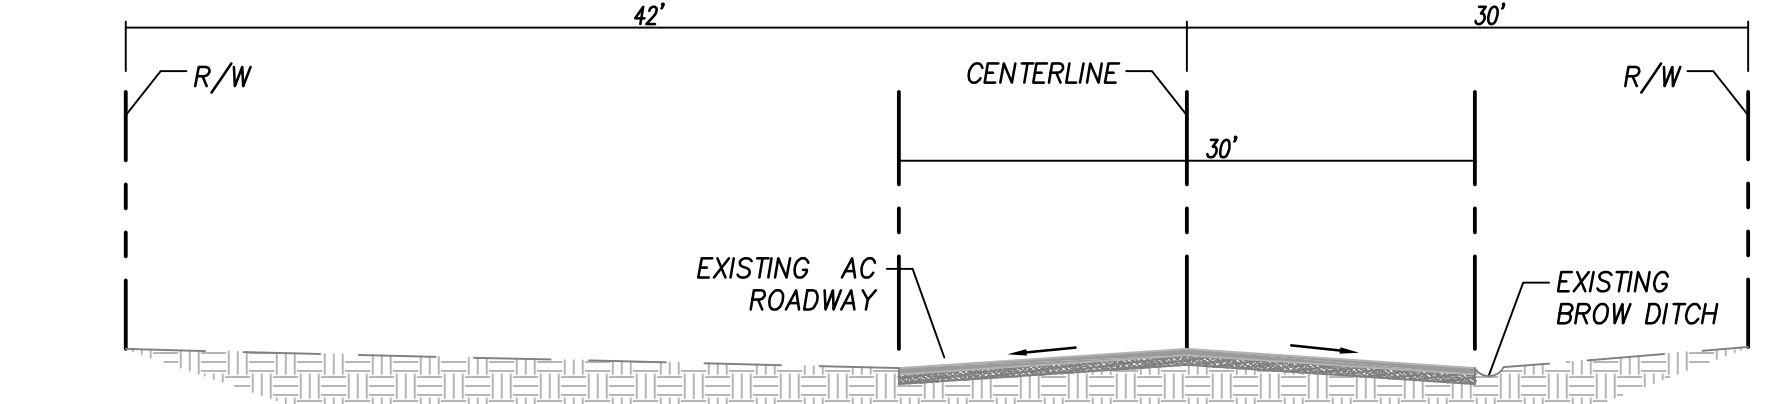 42'
30'
R/W
CENTERLINE
R/W
30'
EXISTING AC
ROADWAY
EXISTING
BROW DITCH